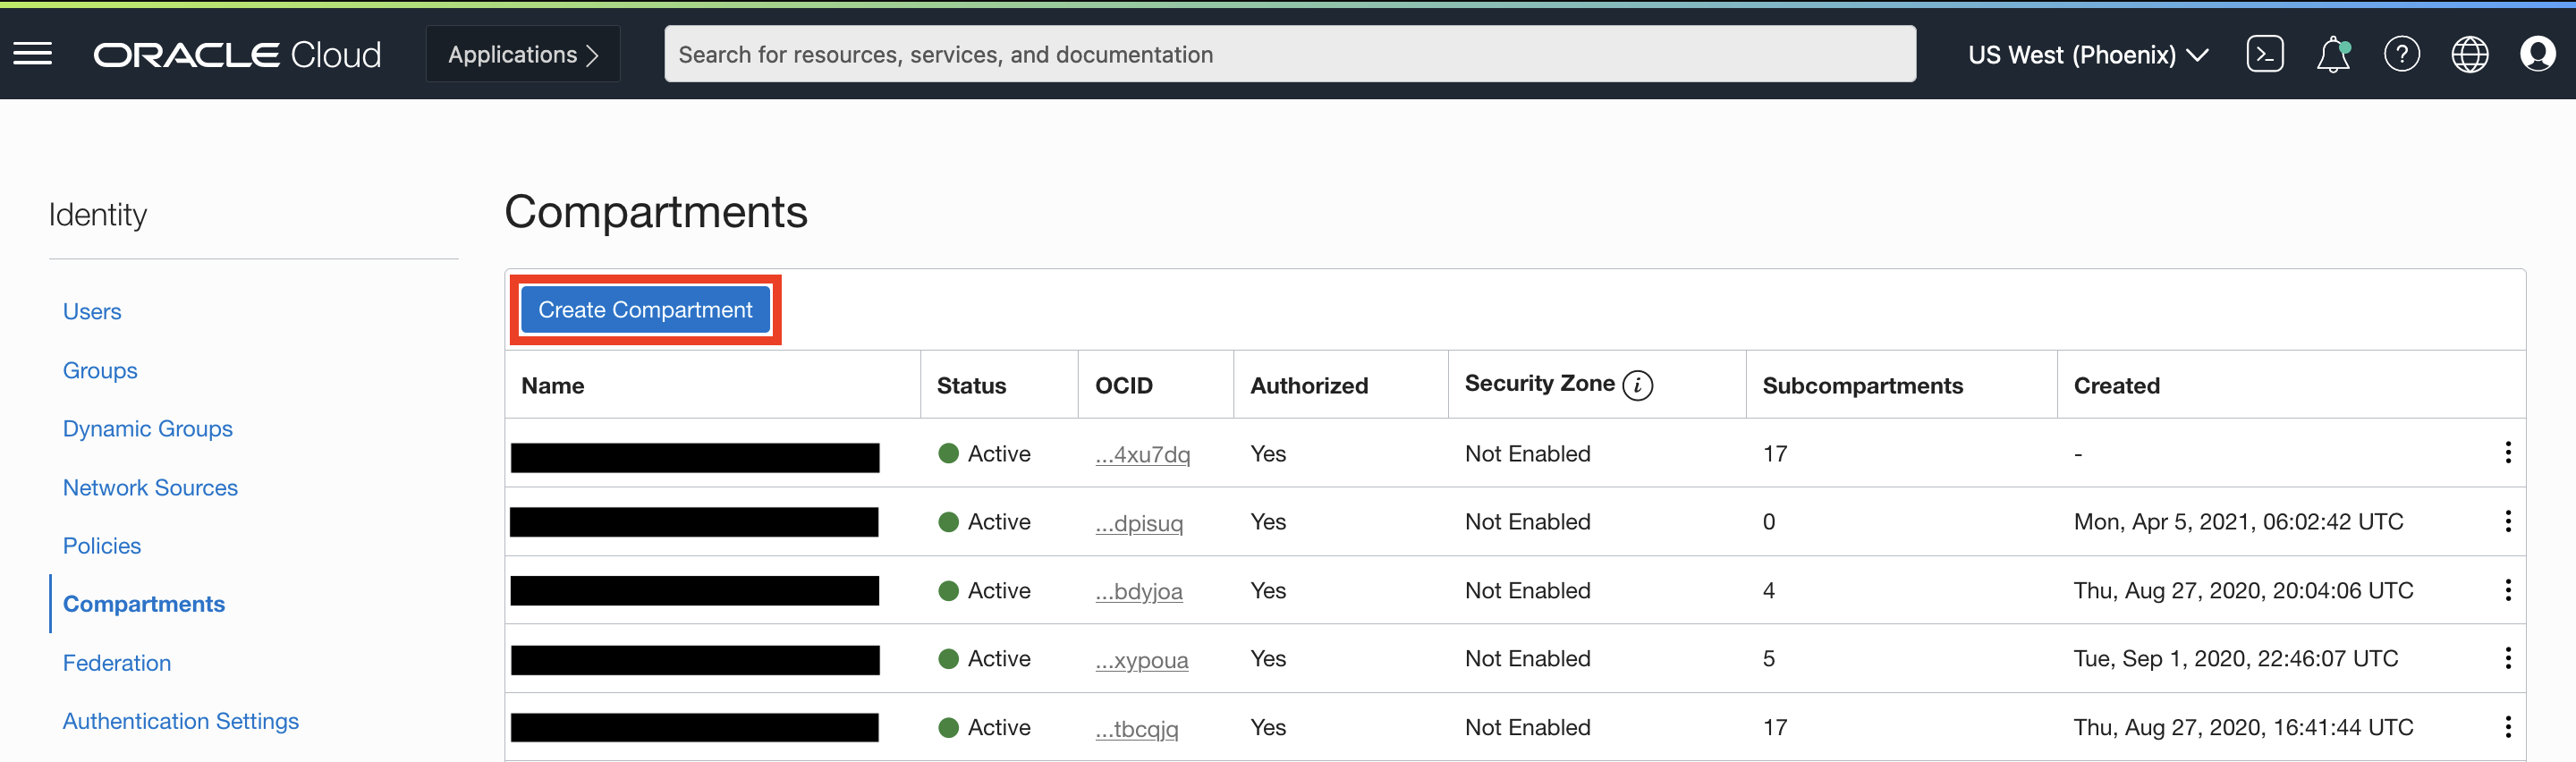 ORACLE Cloud
Applications
Search for resources, services, and documentation
US West (Phoenix)
Identity
Users
Groups
Dynamic Groups
Network Sources
Policies
Compartments
Federation
Authentication Settings
Compartments
Create Compartment
Name Status OCID Authorized Security Zone i Subcompartments Created
Active ...4xu7dq Yes Not Enabled 17 -
Active ...dpisuq Yes Not Enabled 0 Mon, Apr 5, 2021, 06:02:42 UTC
Active ...bdyjoa Yes Not Enabled 4 Thu, Aug 27, 2020, 20:04:06 UTC
Active ...xypoua Yes Not Enabled 5 Tue, Sep 1, 2020, 22:46:07 UTC
Active ...tbcqjq Yes Not Enabled 17 Thu, Aug 27, 2020, 16:41:44 UTC